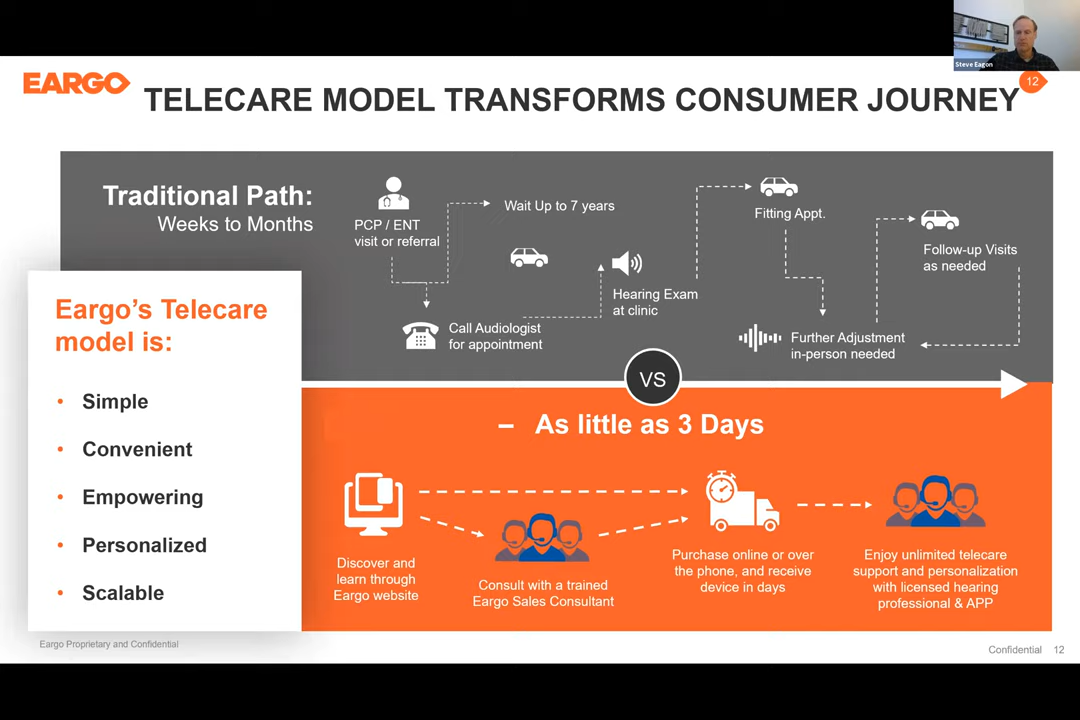 Steve Eagon
EARGO
12
TELECARE MODEL TRANSFORMS CONSUMER JOURNEY
Traditional Path:
Weeks to Months
PCP / ENT
visit or referral
Wait Up to 7 years
Call Audiologist
for appointment
Hearing Exam
at clinic
Fitting Appt.
Further Adjustment
in-person needed
Follow-up Visits
as needed
VS
Eargo's Telecare
model is:
• Simple
• Convenient
• Empowering
• Personalized
• Scalable
– As little as 3 Days
Discover and
learn through
Eargo website
Consult with a trained
Eargo Sales Consultant
Purchase online or over
the phone, and receive
device in days
Enjoy unlimited telecare
support and personalization
with licensed hearing
professional & APP
Eargo Proprietary and Confidential
Confidential 12